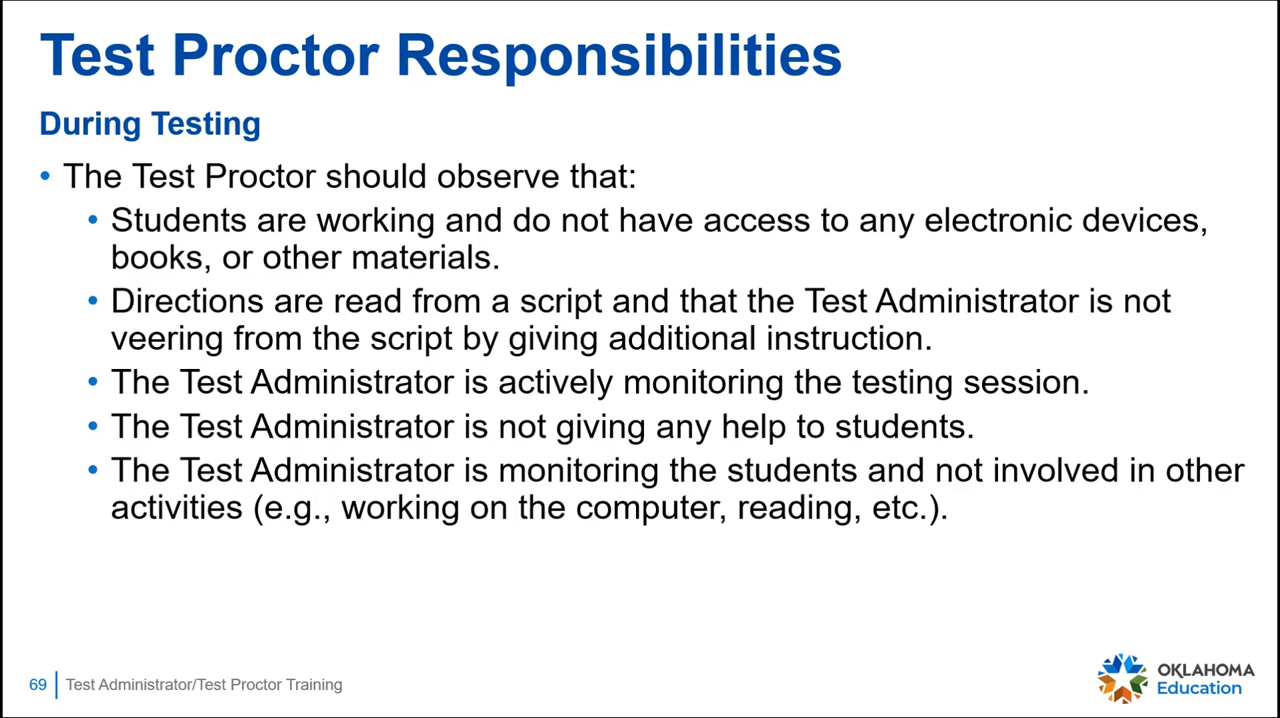 Test Proctor Responsibilities
During Testing
• The Test Proctor should observe that:
• Students are working and do not have access to any electronic devices,
books, or other materials.
• Directions are read from a script and that the Test Administrator is not
veering from the script by giving additional instruction.
• The Test Administrator is actively monitoring the testing session.
• The Test Administrator is not giving any help to students.
• The Test Administrator is monitoring the students and not involved in other
activities (e.g., working on the computer, reading, etc.).
69 | Test Administrator/Test Proctor Training
OKLAHOMA
Education